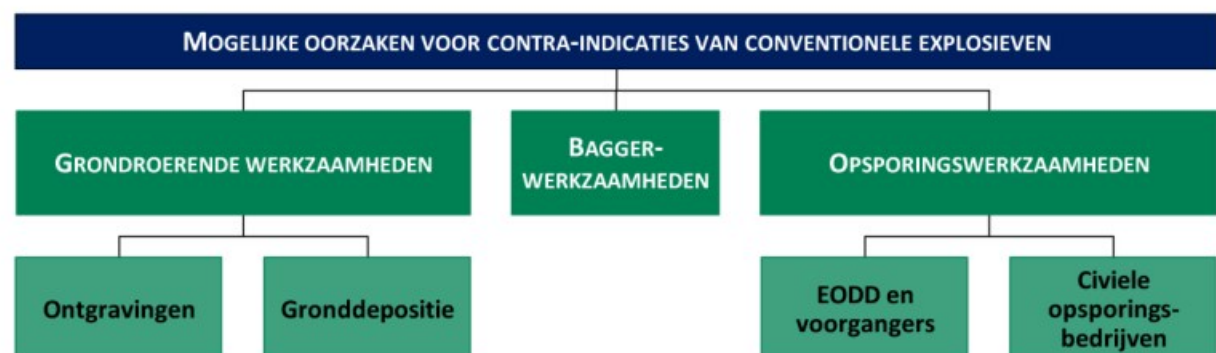 MOGELIJKE OORZAKEN VOOR CONTRA-INDICATIES VAN CONVENTIONELE EXPLOSIEVEN
GRONDROERENDE WERKZAAMHEDEN
BAGGER-
WERKZAAMHEDEN
OPSPORINGSWERKZAAMHEDEN
Ontgravingen
Gronddepositie
EODD en
voorgangers
Civiele
opsporings-
bedrijven